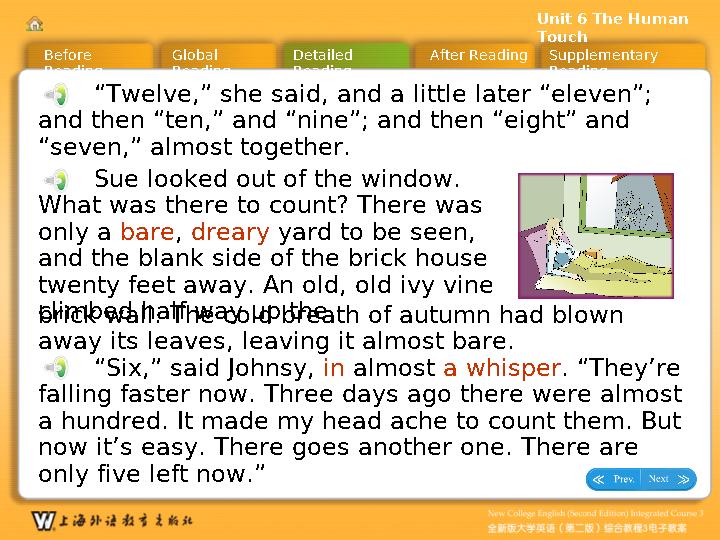 Unit 6 The Human
Touch
Before
Reading
Global
Reading
Detailed
Reading
After Reading
Supplementary
Reading
“Twelve,” she said, and a little later “eleven”;
and then “ten,” and “nine”; and then “eight” and
“seven,” almost together.
Sue looked out of the window.
What was there to count? There was
only a bare, dreary yard to be seen,
and the blank side of the brick house
twenty feet away. An old, old ivy vine
climbed half way up the
brick wall. The cold breath of autumn had blown
away its leaves, leaving it almost bare.
“Six,” said Johnsy, in almost a whisper. “They’re
falling faster now. Three days ago there were almost
a hundred. It made my head ache to count them. But
now it’s easy. There goes another one. There are
only five left now.”
Prev. Next
W 上海外语教育出版社
New College English (Second Edition) Integrated Course 3
全新版大学英语（第二版）综合教程3电子教案